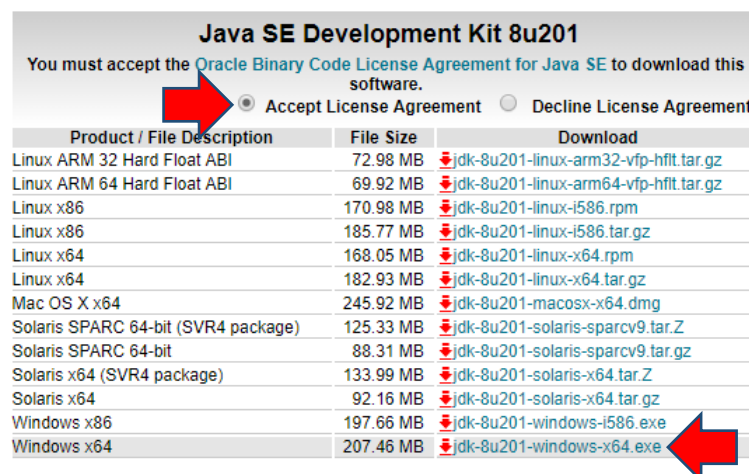 Java SE Development Kit 8u201
You must accept the Oracle Binary Code License Agreement for Java SE to download this
software.
Accept License Agreement Decline License Agreement
Product / File Description File Size Download
Linux ARM 32 Hard Float ABI 72.98 MB jdk-8u201-linux-arm32-vfp-hflt.tar.gz
Linux ARM 64 Hard Float ABI 69.92 MB jdk-8u201-linux-arm64-vfp-hflt.tar.gz
Linux x86 170.98 MB jdk-8u201-linux-i586.rpm
Linux x86 185.77 MB jdk-8u201-linux-i586.tar.gz
Linux x64 168.05 MB jdk-8u201-linux-x64.rpm
Linux x64 182.93 MB jdk-8u201-linux-x64.tar.gz
Mac OS X x64 245.92 MB jdk-8u201-macosx-x64.dmg
Solaris SPARC 64-bit (SVR4 package) 125.33 MB jdk-8u201-solaris-sparcv9.tar.Z
Solaris SPARC 64-bit 88.31 MB jdk-8u201-solaris-sparcv9.tar.gz
Solaris x64 (SVR4 package) 133.99 MB jdk-8u201-solaris-x64.tar.Z
Solaris x64 92.16 MB jdk-8u201-solaris-x64.tar.gz
Windows x86 197.66 MB jdk-8u201-windows-i586.exe
Windows x64 207.46 MB jdk-8u201-windows-x64.exe